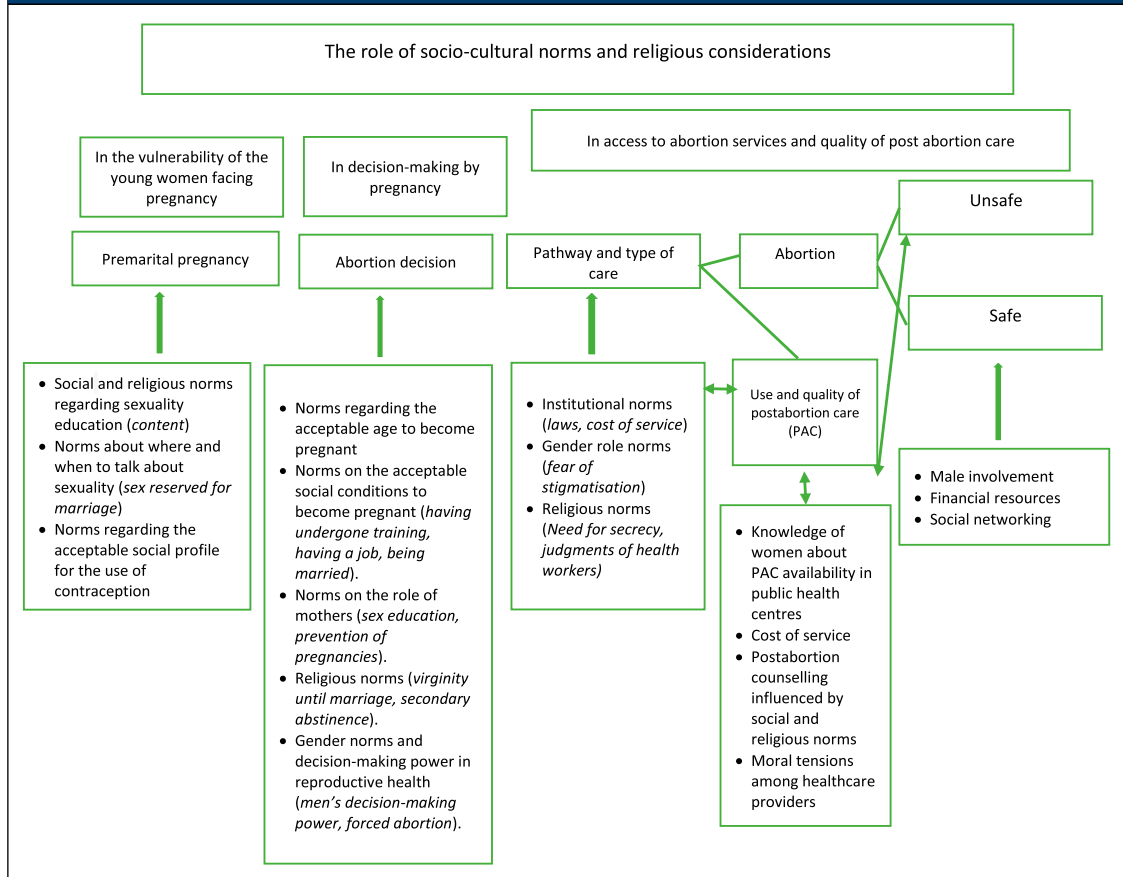 The role of socio-cultural norms and religious considerations
In the vulnerability of the
young women facing
pregnancy
In decision-making by
pregnancy
In access to abortion services and quality of post abortion care
Premarital pregnancy
Abortion decision
Pathway and type of
care
Abortion
Unsafe
Safe
• Social and religious norms
regarding sexuality
education (content)
• Norms about where and
when to talk about
sexuality (sex reserved for
marriage)
• Norms regarding the
acceptable social profile
for the use of
contraception
• Norms regarding the
acceptable age to become
pregnant
• Norms on the acceptable
social conditions to
become pregnant (having
undergone training,
having a job, being
married).
• Norms on the role of
mothers (sex education,
prevention of
pregnancies).
• Religious norms (virginity
until marriage, secondary
abstinence).
• Gender norms and
decision-making power in
reproductive health
(men's decision-making
power, forced abortion).
• Institutional norms
(laws, cost of service)
• Gender role norms
(fear of
stigmatisation)
• Religious norms
(Need for secrecy,
judgments of health
workers)
Use and quality of
postabortion care
(PAC)
• Knowledge of
women about
PAC availability in
public health
centres
• Cost of service
• Postabortion
counselling
influenced by
social and
religious norms
• Moral tensions
among healthcare
providers
• Male involvement
• Financial resources
• Social networking